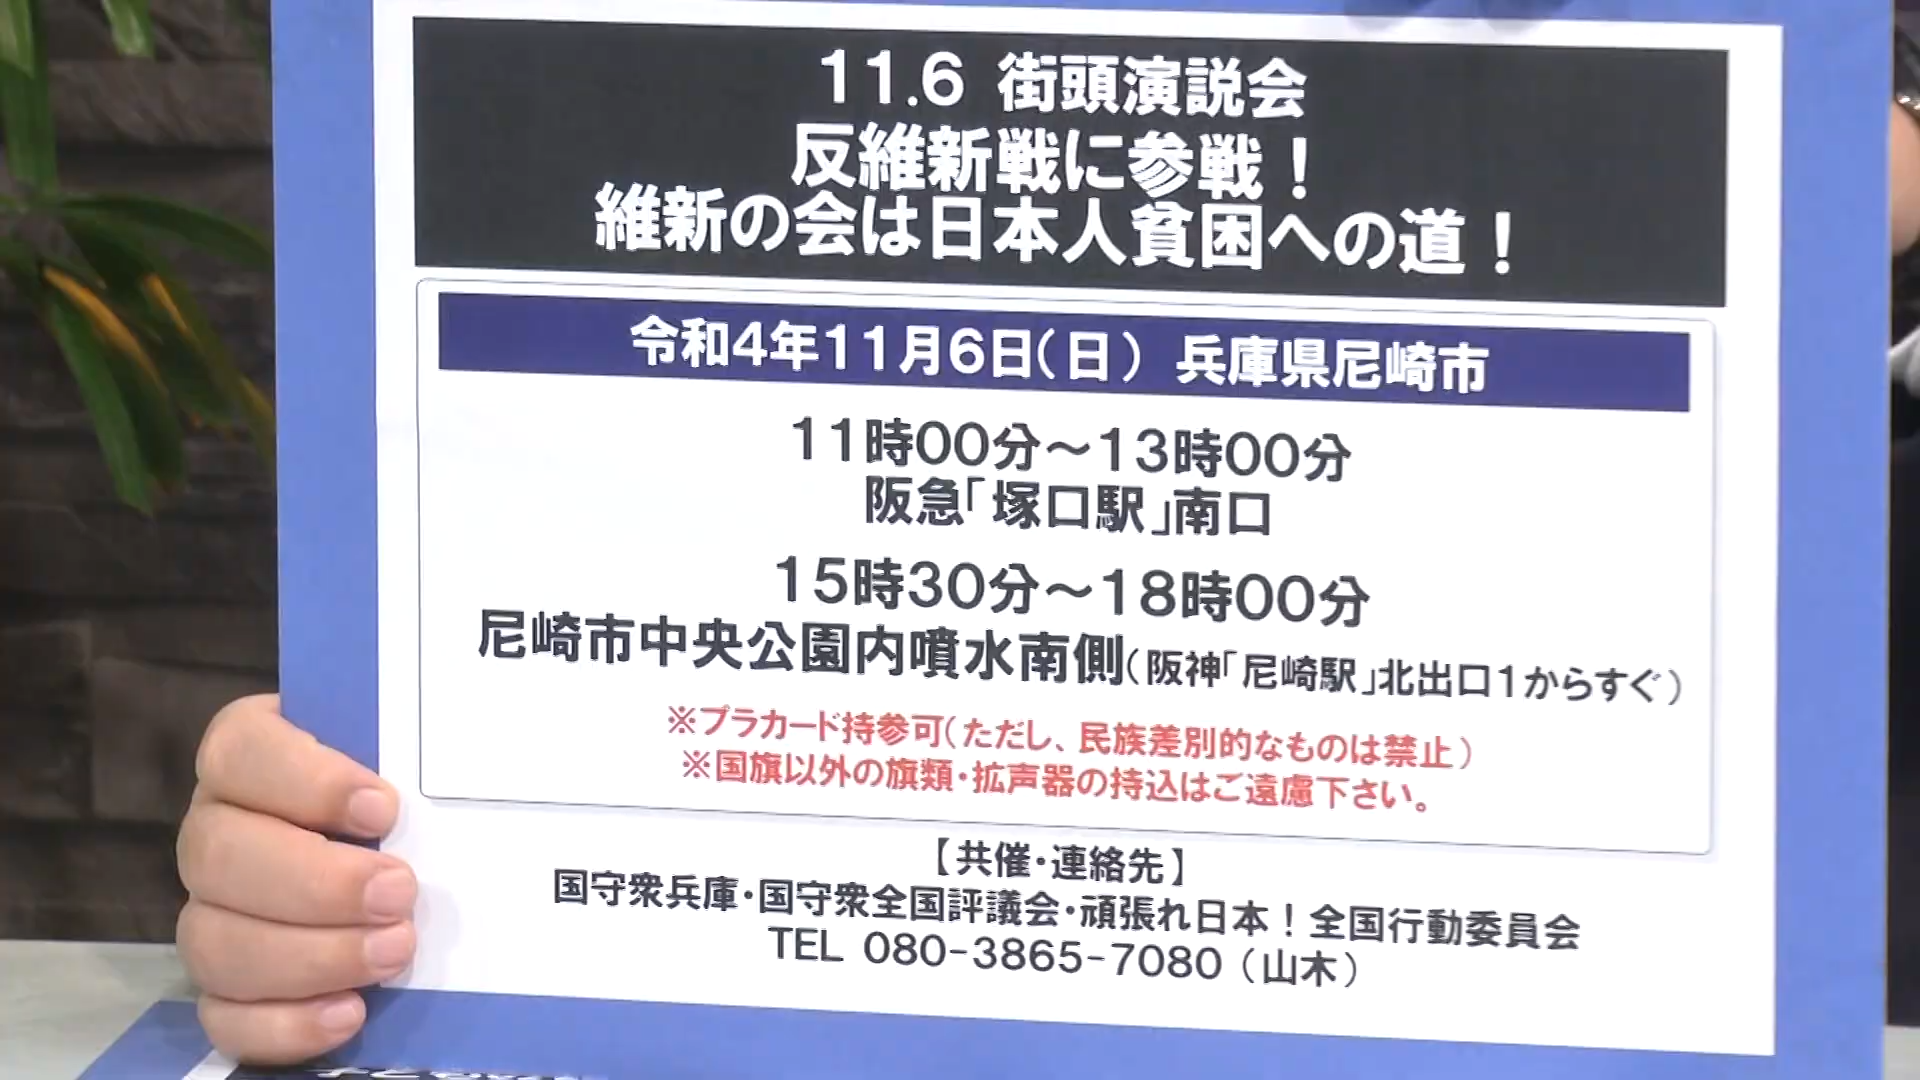 11.6 街頭演説会
反維新戦に参戦！
維新の会は日本人貧困への道！
令和4年11月6日(日) 兵庫県尼崎市
11時00分～13時00分
阪急｢塚口駅｣南口
15時30分～18時00分
尼崎市中央公園内噴水南側(阪神｢尼崎駅｣北出口1からすぐ)
※プラカード持参可(ただし、民族差別的なものは禁止)
※国旗以外の旗類･拡声器の持込はご遠慮下さい。
【共催･連絡先】
国守衆兵庫･国守衆全国評議会･頑張れ日本！全国行動委員会
TEL 080-3865-7080 (山木)